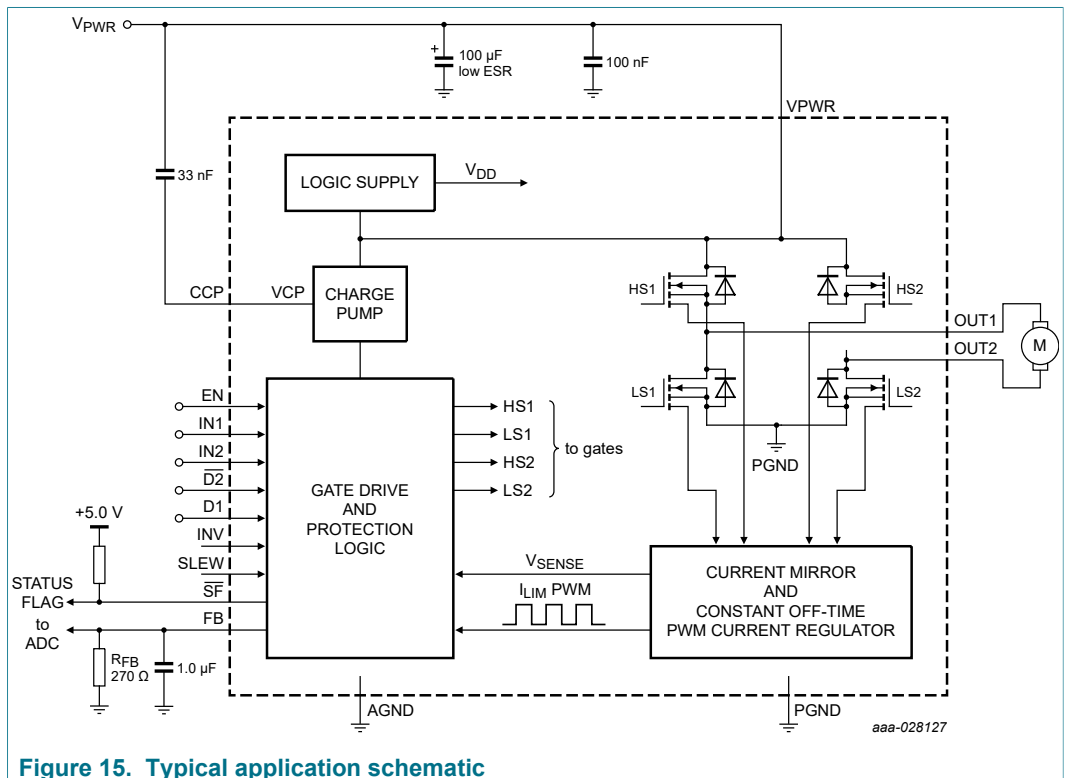 VPWR
100 µF
low ESR
100 nF
VPWR
33 nF
LOGIC SUPPLY
VDD
CCP
VCP
CHARGE
PUMP
HS1
HS2
OUT1
M
OUT2
LS1
LS2
PGND
EN
IN1
IN2
D2
D1
INV
SLEW
SF
FB
+5.0 V
STATUS
FLAG
to
ADC
RFB
270 Ω
1.0 µF
GATE DRIVE
AND
PROTECTION
LOGIC
HS1
LS1
HS2
LS2
to gates
VSENSE
ILIM PWM
CURRENT MIRROR
AND
CONSTANT OFF-TIME
PWM CURRENT REGULATOR
AGND
PGND
aaa-028127
Figure 15. Typical application schematic